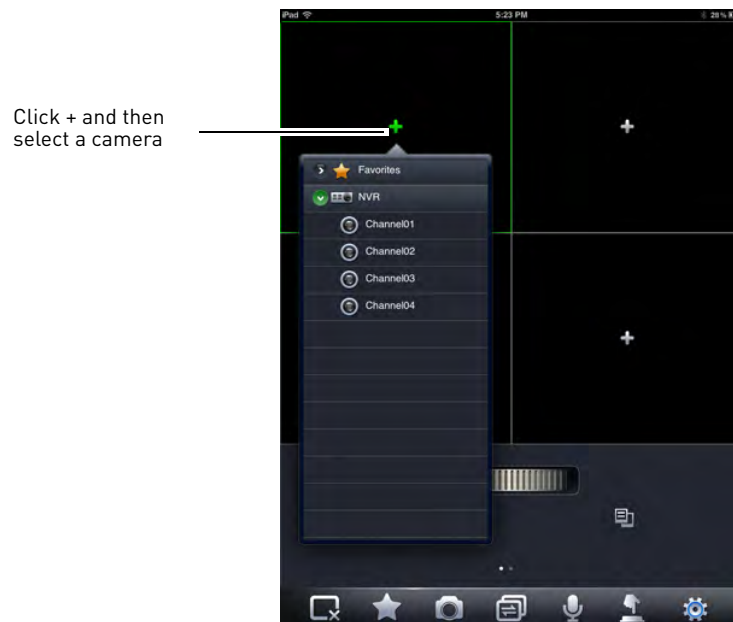 iPad 5:23 PM 28%
Click + and then
select a camera
Favorites
NVR
Channel01
Channel02
Channel03
Channel04